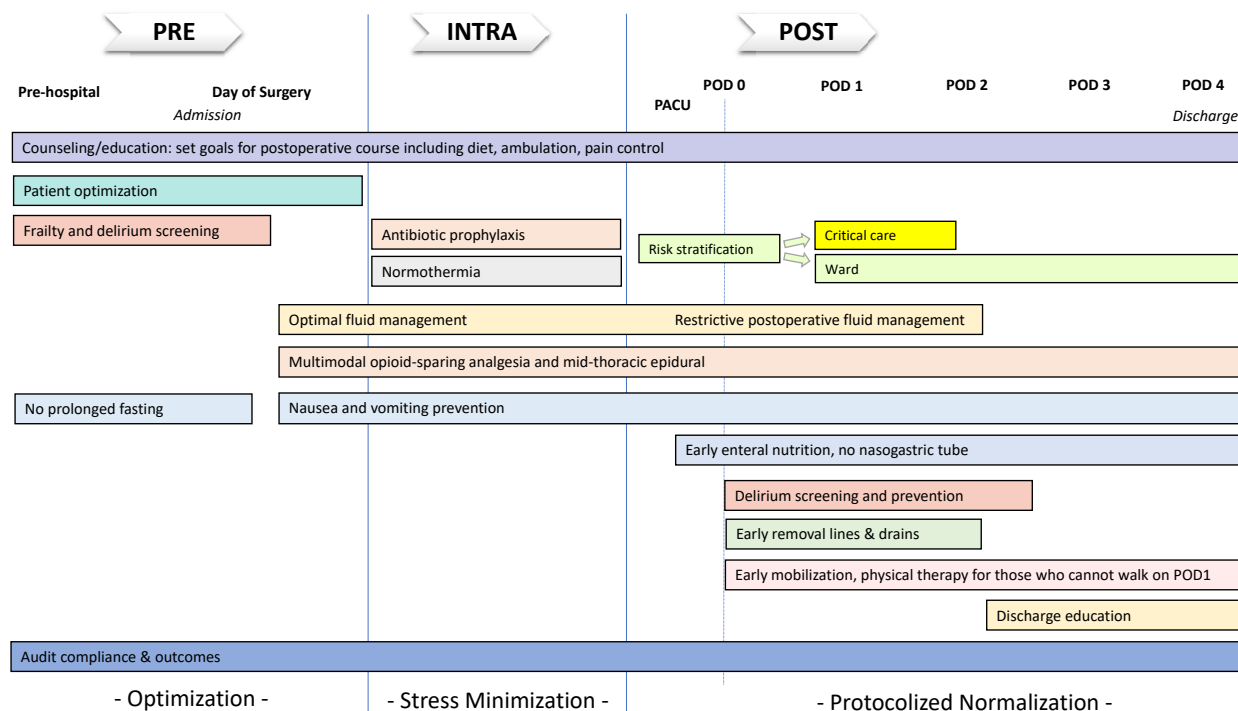 PRE
INTRA
POST
Pre-hospital
Day of Surgery
Admission
PACU
POD 0
POD 1
POD 2
POD 3
POD 4
Discharge
Counseling/education: set goals for postoperative course including diet, ambulation, pain control
Patient optimization
Frailty and delirium screening
Antibiotic prophylaxis
Normothermia
Risk stratification
Critical care
Ward
Optimal fluid management
Restrictive postoperative fluid management
Multimodal opioid-sparing analgesia and mid-thoracic epidural
No prolonged fasting
Nausea and vomiting prevention
Early enteral nutrition, no nasogastric tube
Delirium screening and prevention
Early removal lines & drains
Early mobilization, physical therapy for those who cannot walk on POD1
Discharge education
Audit compliance & outcomes
- Optimization -
- Stress Minimization -
- Protocolized Normalization -